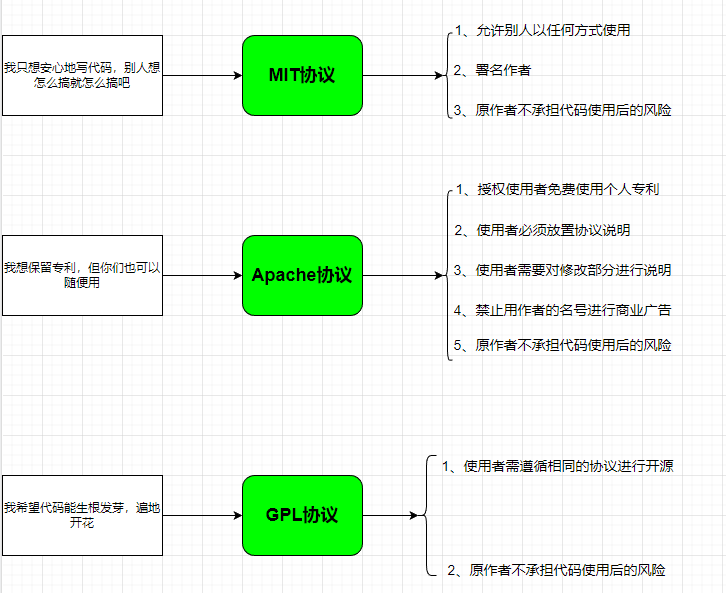 我只想安心地写代码，别人想
怎么搞就怎么搞吧
MIT协议
1、允许别人以任何方式使用
2、署名作者
3、原作者不承担代码使用后的风险
我想保留专利，但你们也可以
随便用
Apache协议
1、授权使用者免费使用个人专利
2、使用者必须放置协议说明
3、使用者需要对修改部分进行说明
4、禁止用作者的名号进行商业广告
5、原作者不承担代码使用后的风险
我希望代码能生根发芽，遍地
开花
GPL协议
1、使用者需遵循相同的协议进行开源
2、原作者不承担代码使用后的风险